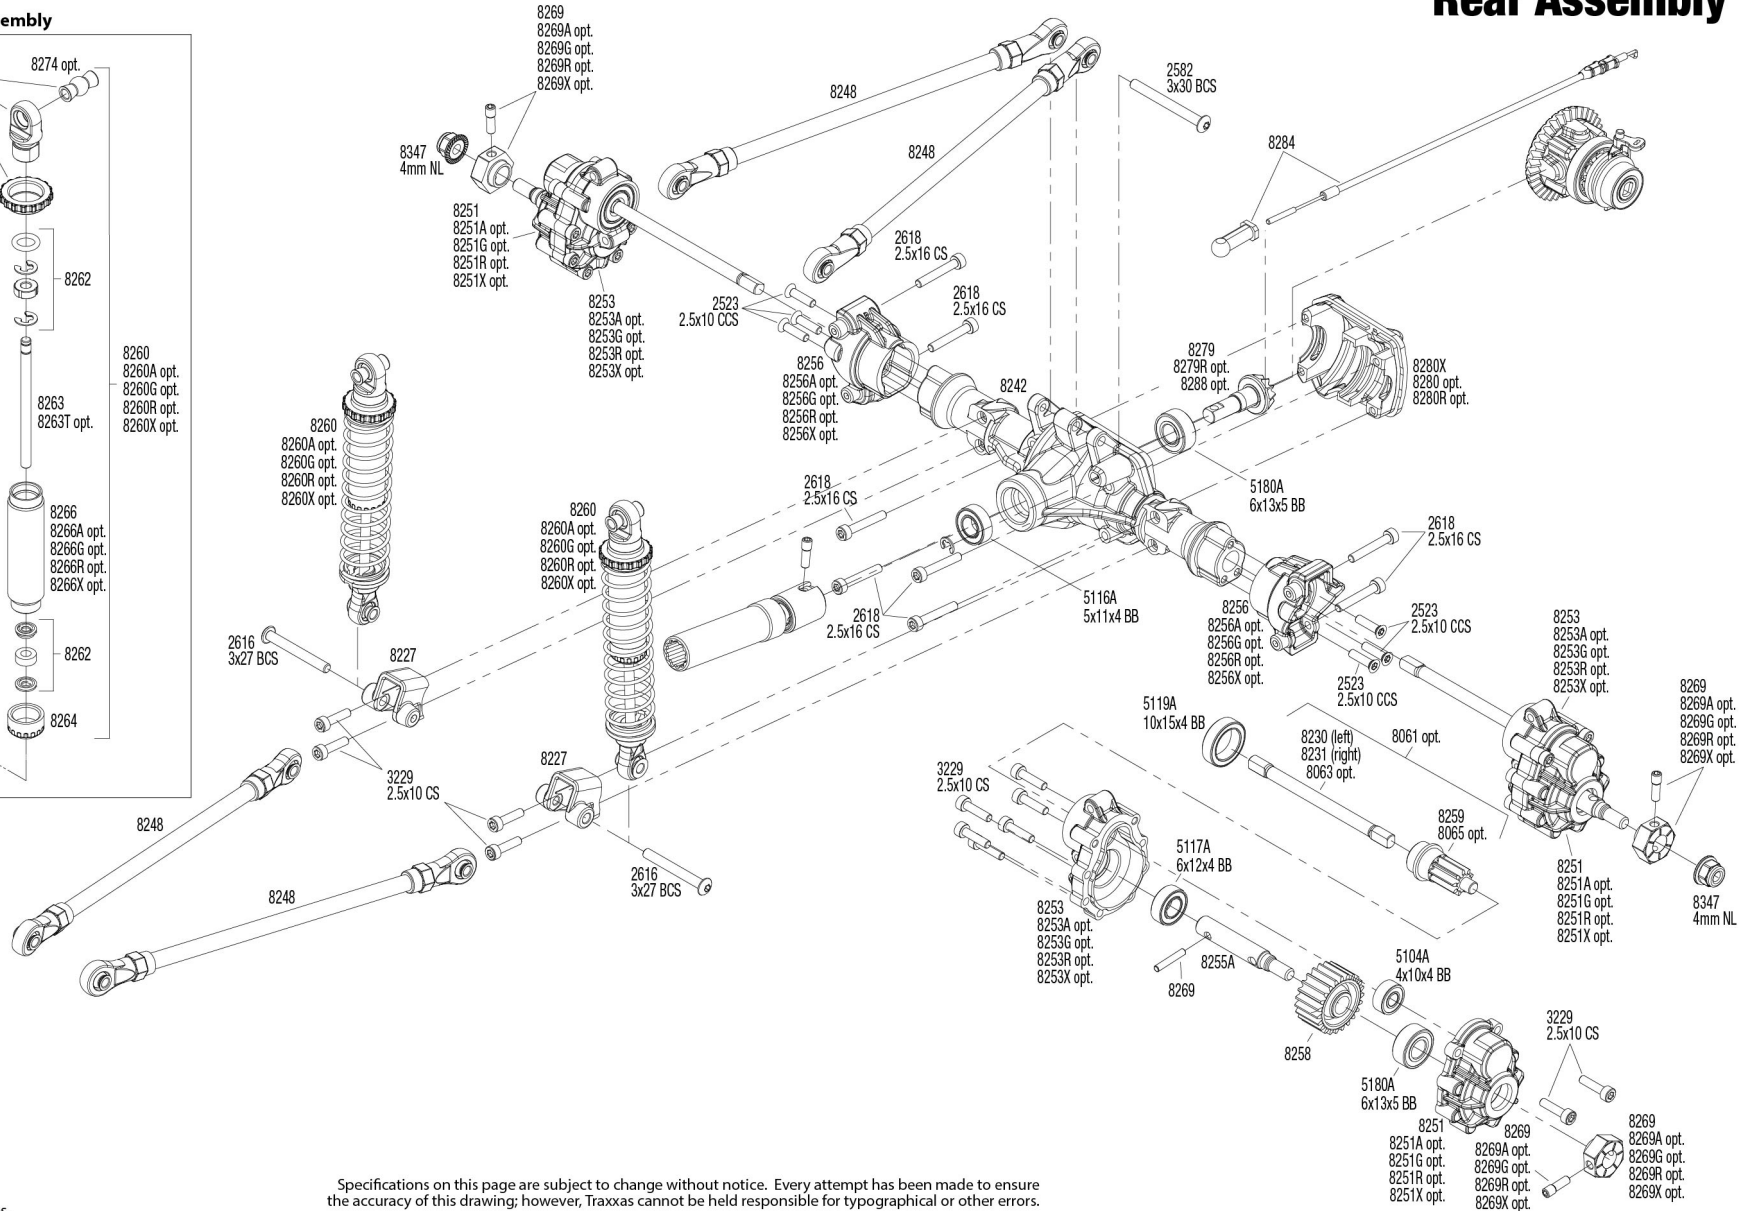 Rear Assembly
embly
8274 opt.
8262
8263
8263T opt.
8260
8260A opt.
8260G opt.
8260R opt.
8260X opt.
8266
8266A opt.
8266G opt.
8266R opt.
8266X opt.
8262
8264
8269
8269A opt.
8269G opt.
8269R opt.
8269X opt.
8347
4mm NL
8251
8251A opt.
8251G opt.
8251R opt.
8251X opt.
8253
8253A opt.
8253G opt.
8253R opt.
8253X opt.
8248
8248
2582
3x30 BCS
8284
2618
2.5x16 CS
2618
2.5x16 CS
2523
2.5x10 CCS
8256
8256A opt.
8256G opt.
8256R opt.
8256X opt.
8242
8279
8279R opt.
8288 opt.
8280X
8280 opt.
8280R opt.
5180A
6x13x5 BB
8260
8260A opt.
8260G opt.
8260R opt.
8260X opt.
8260
8260A opt.
8260G opt.
8260R opt.
8260X opt.
2618
2.5x16 CS
2618
2.5x16 CS
5116A
5x11x4 BB
2618
2.5x16 CS
8256
8256A opt.
8256G opt.
8256R opt.
8256X opt.
2523
2.5x10 CCS
2523
2.5x10 CCS
8253
8253A opt.
8253G opt.
8253R opt.
8253X opt.
8269
8269A opt.
8269G opt.
8269R opt.
8269X opt.
2616
3x27 BCS
8227
8227
3229
2.5x10 CS
2616
3x27 BCS
8248
8248
5119A
10x15x4 BB
8230 (left)
8231 (right)
8063 opt.
8061 opt.
8259
8065 opt.
8251
8251A opt.
8251G opt.
8251R opt.
8251X opt.
8347
4mm NL
3229
2.5x10 CS
5117A
6x12x4 BB
8253
8253A opt.
8253G opt.
8253R opt.
8253X opt.
8255A
8269
8258
5104A
4x10x4 BB
5180A
6x13x5 BB
3229
2.5x10 CS
8251
8251A opt.
8251G opt.
8251R opt.
8251X opt.
8269
8269A opt.
8269G opt.
8269R opt.
8269X opt.
8269
8269A opt.
8269G opt.
8269R opt.
8269X opt.
Specifications on this page are subject to change without notice.  Every attempt has been made to ensure
the accuracy of this drawing; however, Traxxas cannot be held responsible for typographical or other errors.